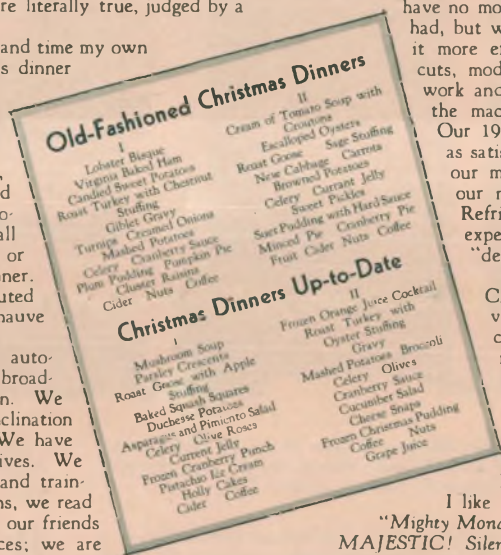 re literally true, judged by a
and time my own
s dinner
d
o-
all
or
ner.
uted
nauve
auto-
broad-
n. We
clination
We have
ives. We
and train-
ns, we read
our friends
ces; we are
Old-Fashioned Christmas Dinners
I
Lobster Bisque
Virginia Baked Ham
Candied Sweet Potatoes
Roast Turkey with Chestnut
Stuffing
Giblet Gravy
Turnips Creamed Onions
Mashed Potatoes
Celery Cranberry Sauce
Plum Pudding Pumpkin Pie
Cluster Raisins
Cider Nuts Coffee
II
Cream of Tomato Soup with
Croutons
Escalloped Oysters
Roast Goose Sage Stuffing
New Cabbage Carrots
Browned Potatoes
Celery Currant Jelly
Sweet Pickles
Suet Pudding with Hard Sauce
Minced Pie Cranberry Pie
Fruit Cider Nuts Coffee
Christmas Dinners Up-to-Date
I
Mushroom Soup
Parsley Crescents
Roast Goose with Apple
Stuffing
Baked Squash Squares
Duchesse Potatoes
Asparagus and Pimiento Salad
Celery Olive Roses
Currant Jelly
Frozen Cranberry Punch
Pistachio Ice Cream
Holly Cakes
Cider Coffee
II
Frozen Orange Juice Cocktail
Roast Turkey with
Oyster Stuffing
Gravy
Mashed Potatoes Broccoli
Celery Olives
Cranberry Sauce
Cucumber Salad
Cheese Snaps
Frozen Christmas Pudding
Coffee Nuts
Grape Juice
have no mo
had, but w
it more e
cuts, mod
work and
the mac
Our 19
as satis
our m
our r
Refri
expe
"de
C
v
c
I like
"Mighty Mona
MAJESTIC! Silen